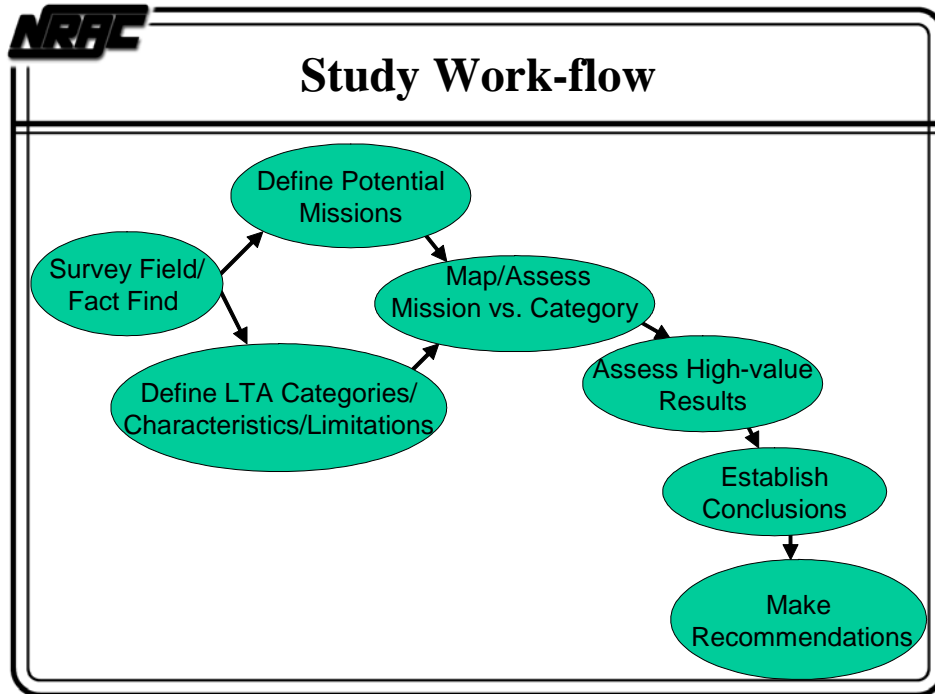 NRAC
Study Work-flow
Define Potential
Missions
Survey Field/
Fact Find
Map/Assess
Mission vs. Category
Define LTA Categories/
Characteristics/Limitations
Assess High-value
Results
Establish
Conclusions
Make
Recommendations